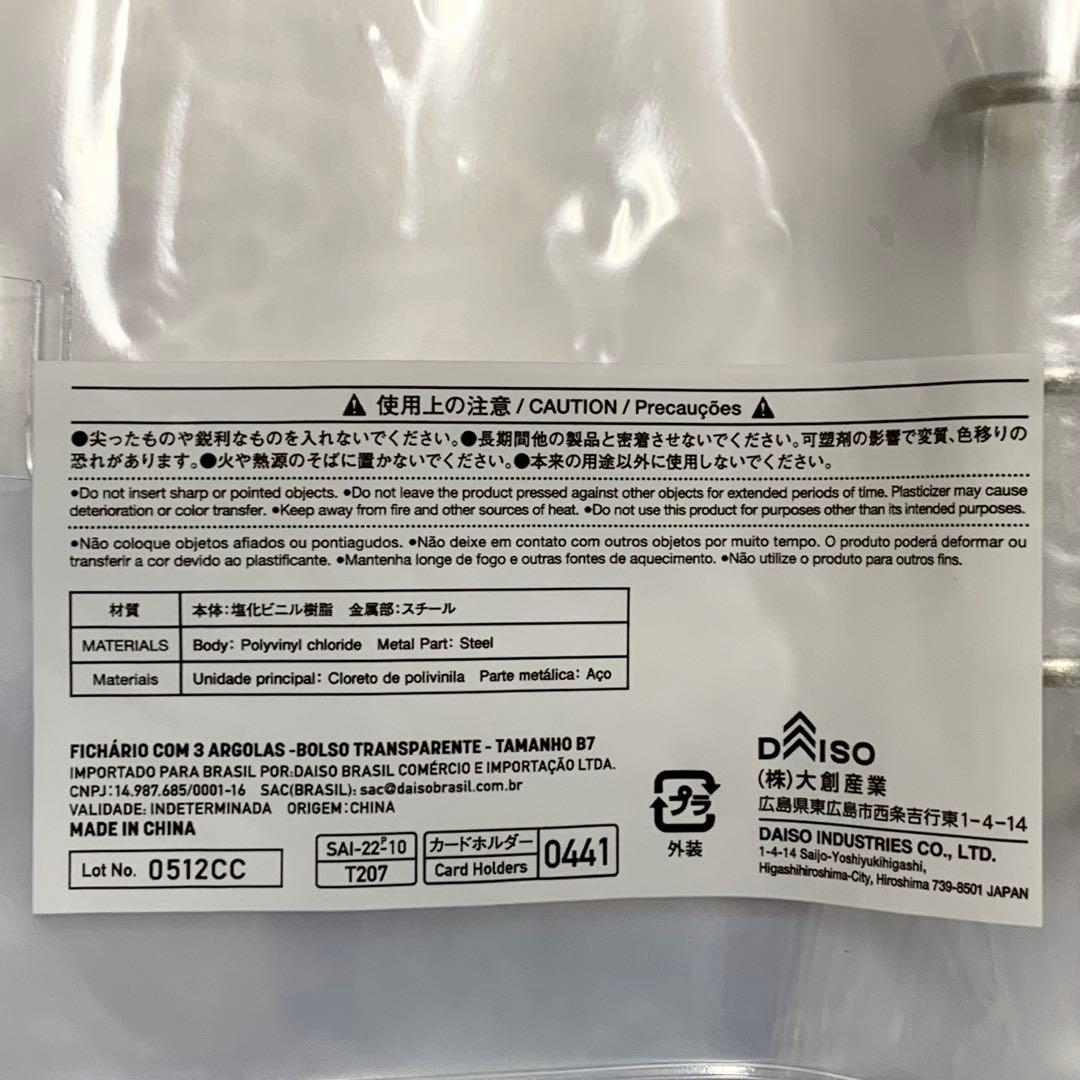 ⚠ 使用上の注意 / CAUTION / Precauções ⚠
●尖ったものや鋭利なものを入れないでください。●長期間他の製品と密着させないでください。可塑剤の影響で変質、色移りの
恐れがあります。●火や熱源のそばに置かないでください。●本来の用途以外に使用しないでください。
●Do not insert sharp or pointed objects. ●Do not leave the product pressed against other objects for extended periods of time. Plasticizer may cause
deterioration or color transfer. ●Keep away from fire and other sources of heat. ●Do not use this product for purposes other than its intended purposes.
●Não coloque objetos afiados ou pontiagudos. ●Não deixe em contato com outros objetos por muito tempo. O produto poderá deformar ou
transferir a cor devido ao plastificante. ●Mantenha longe de fogo e outras fontes de aquecimento. ●Não utilize o produto para outros fins.
材質 本体：塩化ビニル樹脂 金属部：スチール
MATERIALS Body: Polyvinyl chloride Metal Part: Steel
Materiais Unidade principal: Cloreto de polivinila Parte metálica: Aço
FICHÁRIO COM 3 ARGOLAS -BOLSO TRANSPARENTE - TAMANHO B7
IMPORTADO PARA BRASIL POR:DAISO BRASIL COMÉRCIO E IMPORTAÇÃO LTDA.
CNPJ:14.987.685/0001-16 SAC(BRASIL): sac@daisobrasil.com.br
VALIDADE: INDETERMINADA ORIGEM:CHINA
MADE IN CHINA
Lot No. 0512CC
SAI-22-P-10
T207
カードホルダー
Card Holders
0441
プラ
外装
DAISO
(株)大創産業
広島県東広島市西条吉行東1-4-14
DAISO INDUSTRIES CO., LTD.
1-4-14 Saijo-Yoshiyukihigashi,
Higashihiroshima-City, Hiroshima 739-8501 JAPAN